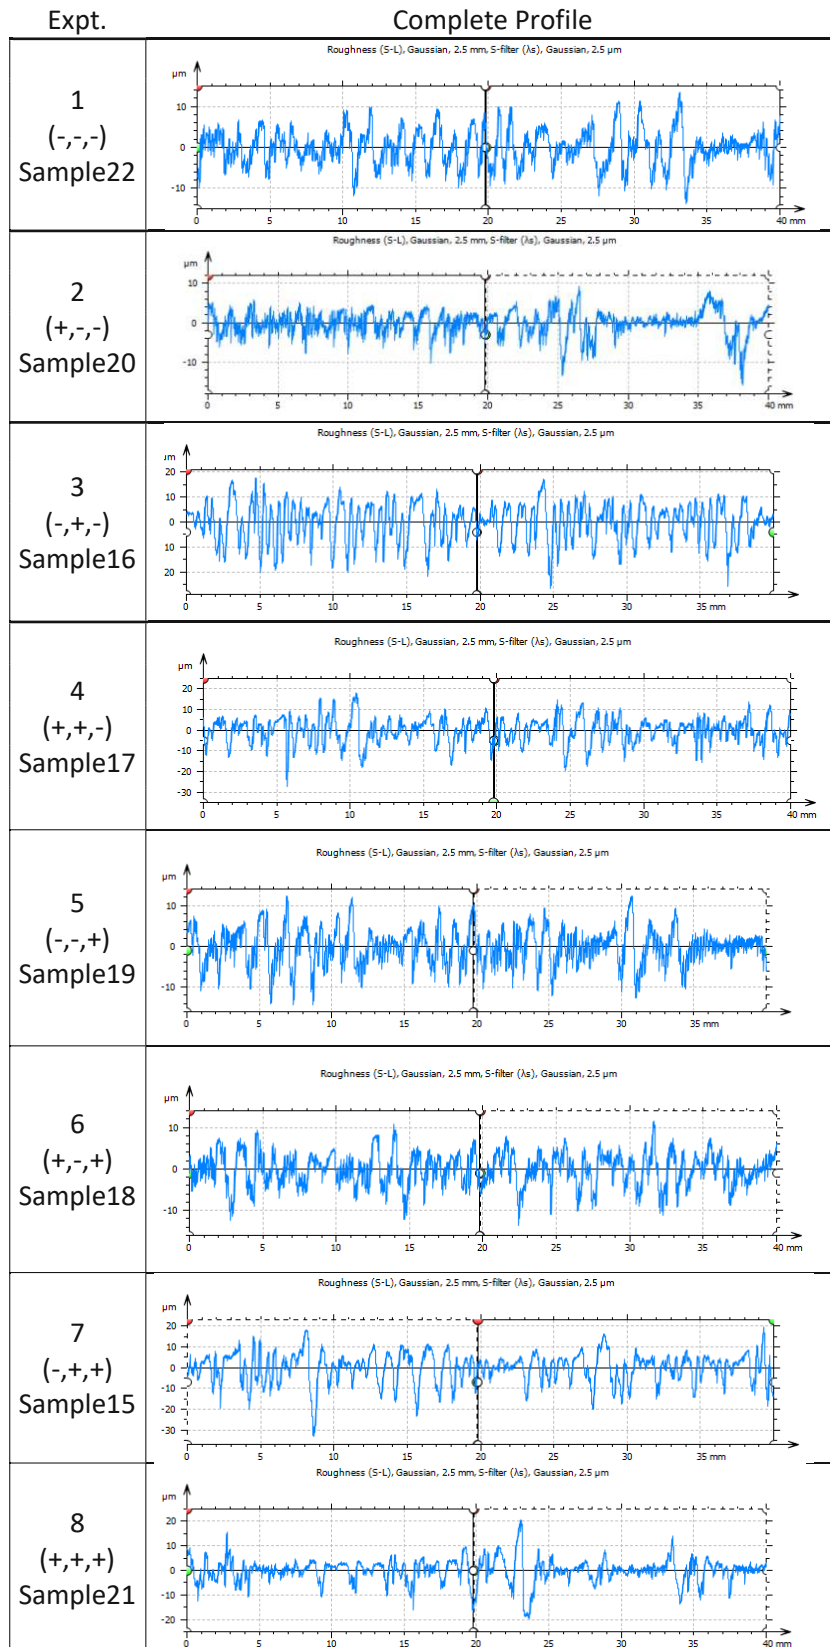 Expt. Complete Profile
1
(-,-,-)
Sample22
Roughness (S-L), Gaussian, 2.5 mm, S-filter (λs), Gaussian, 2.5 µm
µm
10
0
-10
0 5 10 15 20 25 30 35 40 mm
2
(+,-,-)
Sample20
Roughness (S-L), Gaussian, 2.5 mm, S-filter (λs), Gaussian, 2.5 µm
µm
10
0
-10
0 5 10 15 20 25 30 35 40 mm
3
(-,+,-)
Sample16
Roughness (S-L), Gaussian, 2.5 mm, S-filter (λs), Gaussian, 2.5 µm
µm
20
10
0
10
20
0 5 10 15 20 25 30 35 mm
4
(+,+,-)
Sample17
Roughness (S-L), Gaussian, 2.5 mm, S-filter (λs), Gaussian, 2.5 µm
µm
20
10
0
-10
-20
-30
0 5 10 15 20 25 30 35 40 mm
5
(-,-,+)
Sample19
Roughness (S-L), Gaussian, 2.5 mm, S-filter (λs), Gaussian, 2.5 µm
µm
10
0
-10
0 5 10 15 20 25 30 35 mm
6
(+,-,+)
Sample18
Roughness (S-L), Gaussian, 2.5 mm, S-filter (λs), Gaussian, 2.5 µm
µm
10
0
-10
0 5 10 15 20 25 30 35 40 mm
7
(-,+,+)
Sample15
Roughness (S-L), Gaussian, 2.5 mm, S-filter (λs), Gaussian, 2.5 µm
µm
20
10
0
-10
-20
-30
0 5 10 15 20 25 30 35 mm
8
(+,+,+)
Sample21
Roughness (S-L), Gaussian, 2.5 mm, S-filter (λs), Gaussian, 2.5 µm
µm
20
10
0
-10
-20
0 5 10 15 20 25 30 35 40 mm